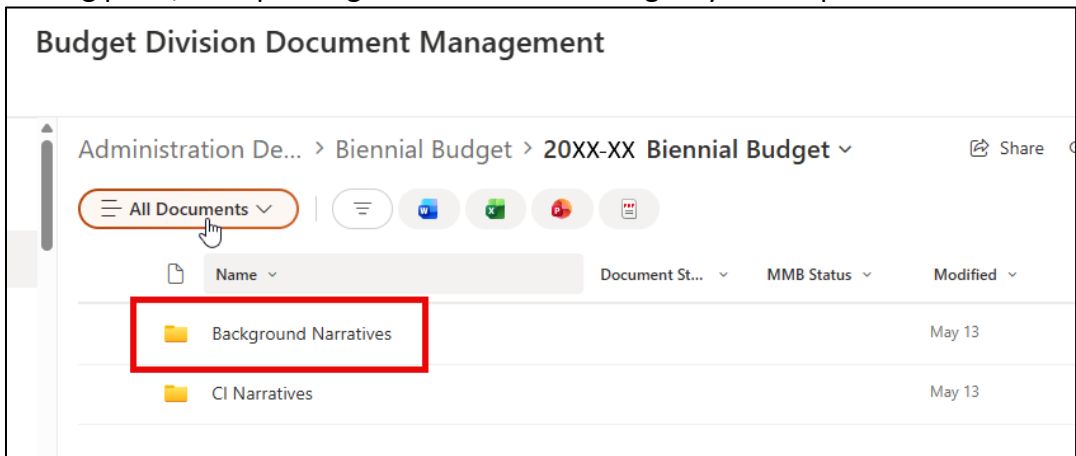 Budget Division Document Management
Administration De... > Biennial Budget > 20XX-XX Biennial Budget
Share
All Documents
Name
Document St...
MMB Status
Modified
Background Narratives
May 13
CI Narratives
May 13